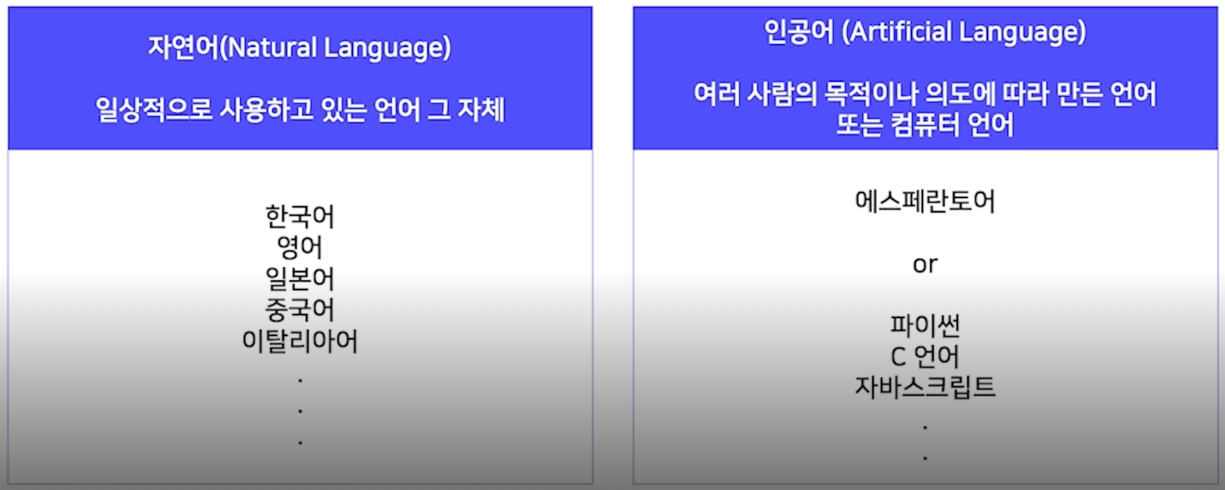 자연어(Natural Language)
일상적으로 사용하고 있는 언어 그 자체
한국어
영어
일본어
중국어
이탈리아어
.
.
.
인공어 (Artificial Language)
여러 사람의 목적이나 의도에 따라 만든 언어
또는 컴퓨터 언어
에스페란토어
or
파이썬
C 언어
자바스크립트
.
.